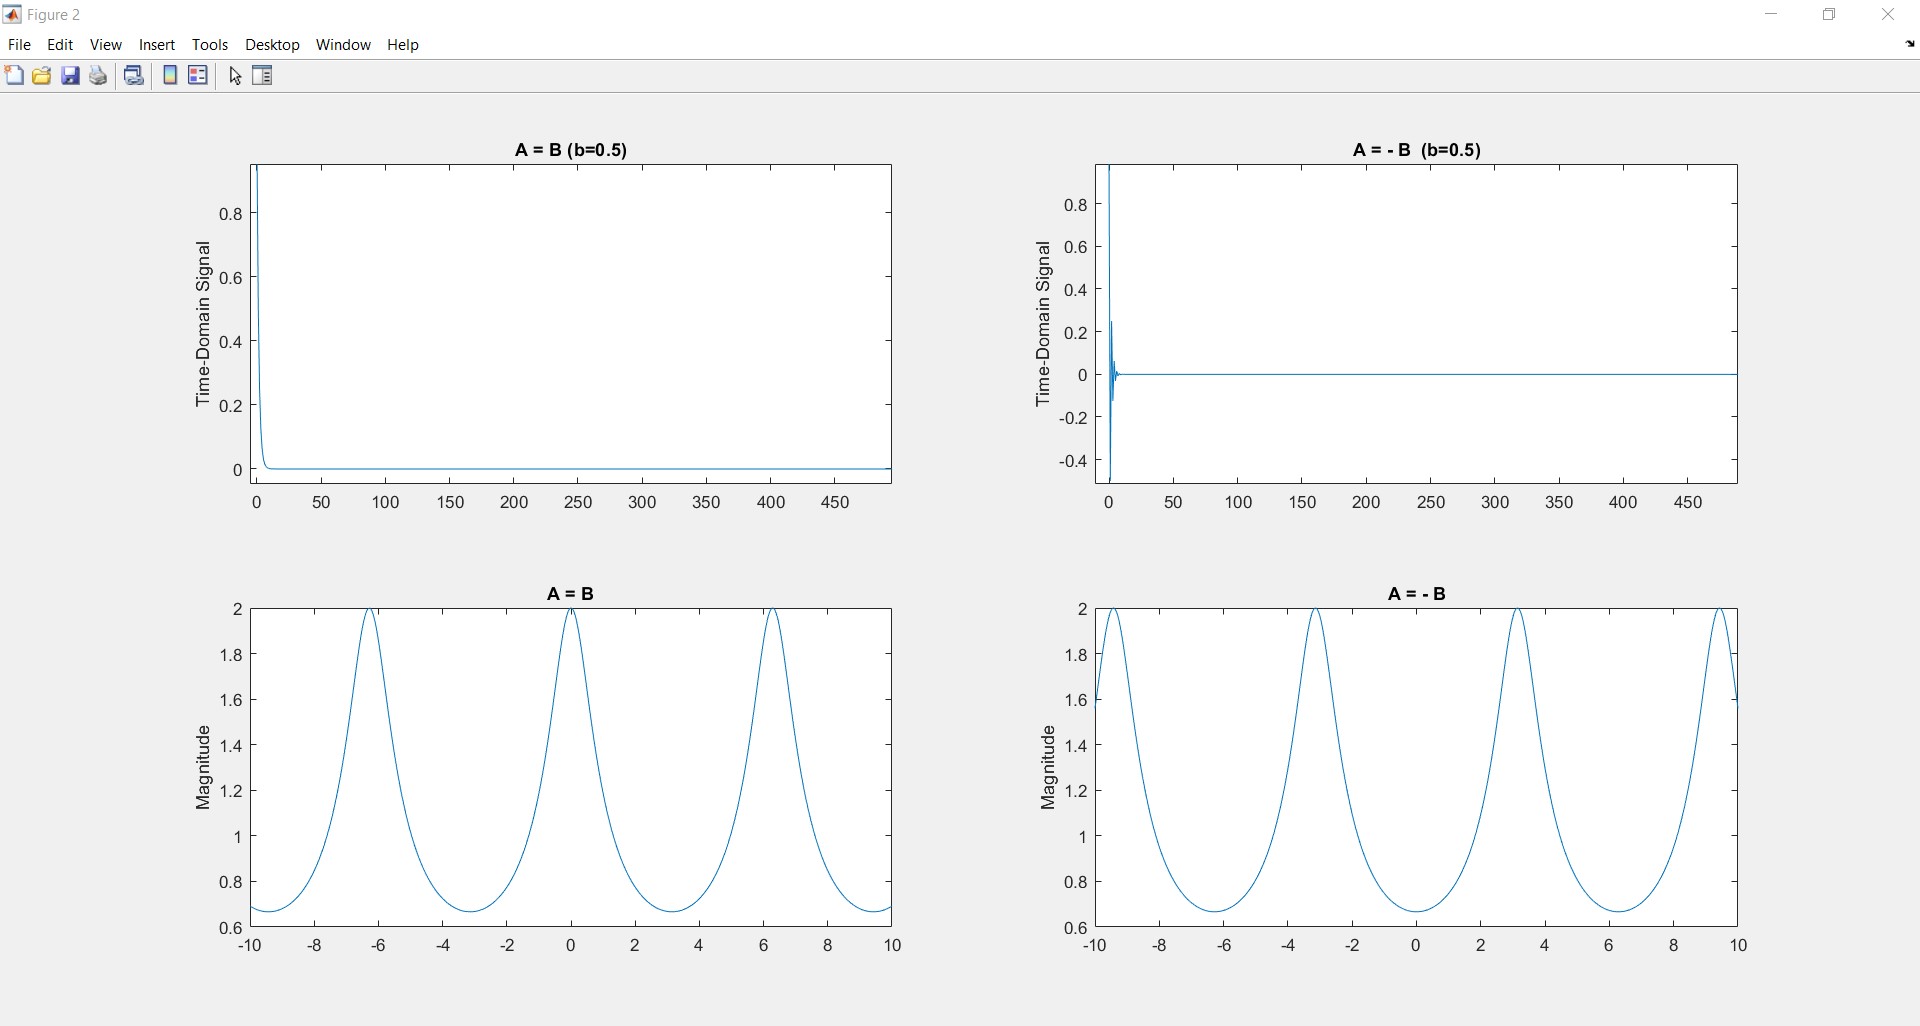 Figure 2
File Edit View Insert Tools Desktop Window Help
A = B (b=0.5)
Time-Domain Signal
0.8
0.6
0.4
0.2
0
0 50 100 150 200 250 300 350 400 450
A = - B (b=0.5)
Time-Domain Signal
0.8
0.6
0.4
0.2
0
-0.2
-0.4
0 50 100 150 200 250 300 350 400 450
A = B
Magnitude
2
1.8
1.6
1.4
1.2
1
0.8
0.6
-10 -8 -6 -4 -2 0 2 4 6 8 10
A = - B
Magnitude
2
1.8
1.6
1.4
1.2
1
0.8
0.6
-10 -8 -6 -4 -2 0 2 4 6 8 10